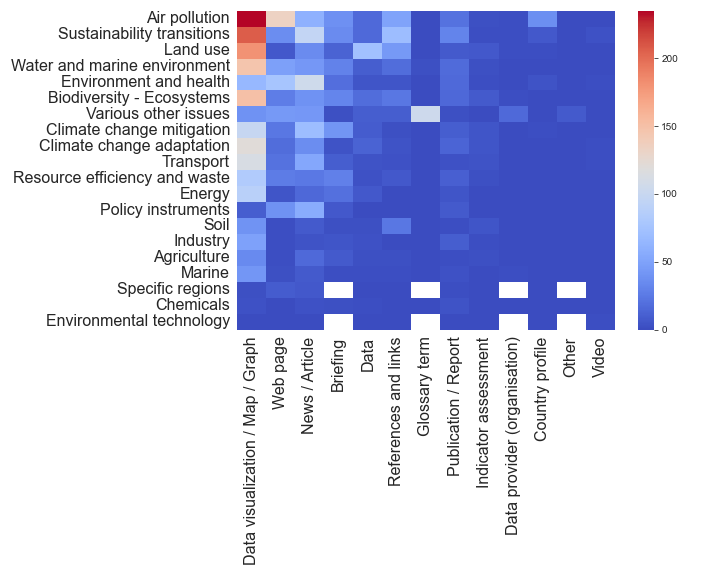 Air pollution
Sustainability transitions
Land use
Water and marine environment
Environment and health
Biodiversity - Ecosystems
Various other issues
Climate change mitigation
Climate change adaptation
Transport
Resource efficiency and waste
Energy
Policy instruments
Soil
Industry
Agriculture
Marine
Specific regions
Chemicals
Environmental technology
Data visualization / Map / Graph
Web page
News / Article
Briefing
Data
References and links
Glossary term
Publication / Report
Indicator assessment
Data provider (organisation)
Country profile
Other
Video
200
150
100
50
0